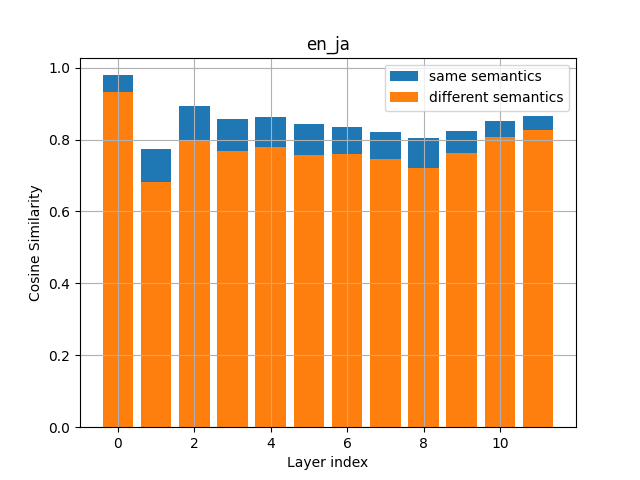 en_ja
same semantics
different semantics
Cosine Similarity
1.0
0.8
0.6
0.4
0.2
0.0
0 2 4 6 8 10
Layer index